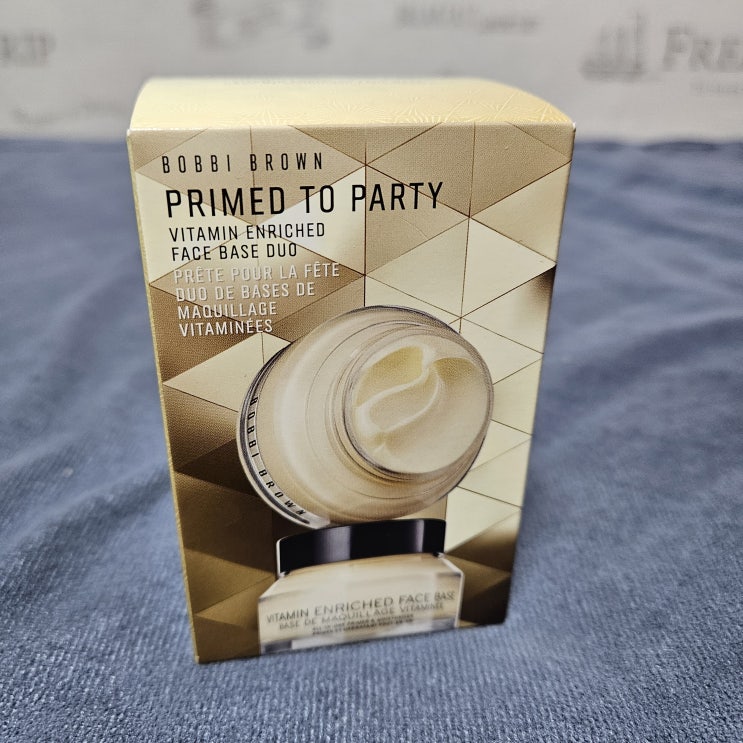 BOBBI BROWN
PRIMED TO PARTY
VITAMIN ENRICHED
FACE BASE DUO
PRÊTE POUR LA FÊTE
DUO DE BASES DE
MAQUILLAGE
VITAMINÉES
BOBBI BROWN
VITAMIN ENRICHED FACE BASE
BASE DE MAQUILLAGE VITAMINÉE